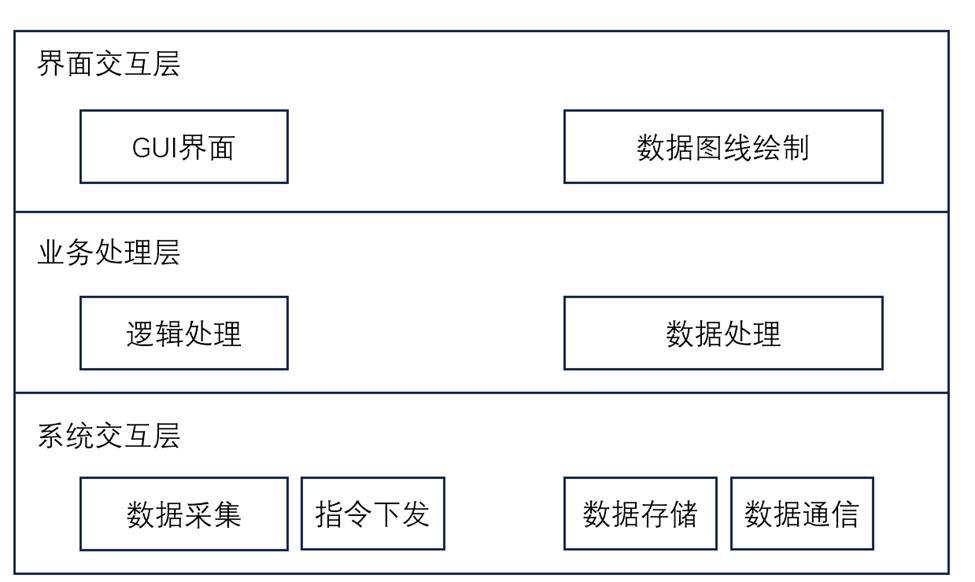 界面交互层
GUI界面
数据图线绘制
业务处理层
逻辑处理
数据处理
系统交互层
数据采集
指令下发
数据存储
数据通信